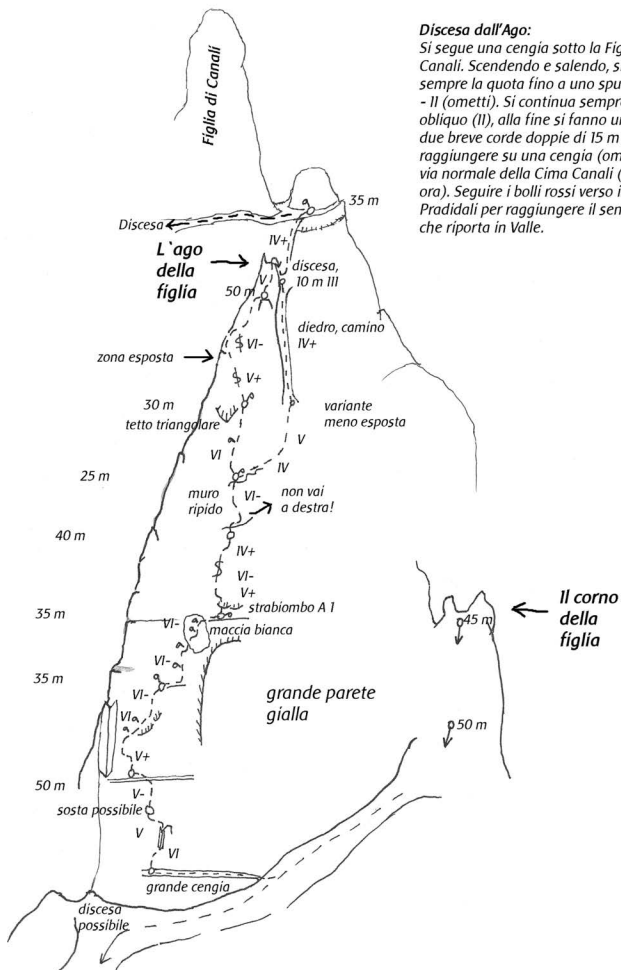 Discesa dall'Ago:
Si segue una cengia sotto la Fig
Canali. Scendendo e salendo, s
sempre la quota fino a uno spu
- II (ometti). Si continua sempre
obliquo (II), alla fine si fanno u
due breve corde doppie di 15 m
raggiungere su una cengia (om
via normale della Cima Canali (
ora). Seguire i bolli rossi verso i
Pradidali per raggiungere il sen
che riporta in Valle.
Figlia di Canali
35 m
Discesa
IV+
L`ago
della
figlia
discesa,
10 m III
V
50 m
diedro, camino
IV+
VI-
zona esposta
V+
30 m
tetto triangolare
variante
meno esposta
V
VI
IV
25 m
muro
ripido
VI-
non vai
a destra!
40 m
IV+
VI-
V+
strabiombo A 1
35 m
VI-
maccia bianca
Il corno
della
figlia
45 m
VI-
35 m
VI-
grande parete
gialla
VI
50 m
V+
50 m
V-
sosta possibile
V
VI
grande cengia
discesa
possibile